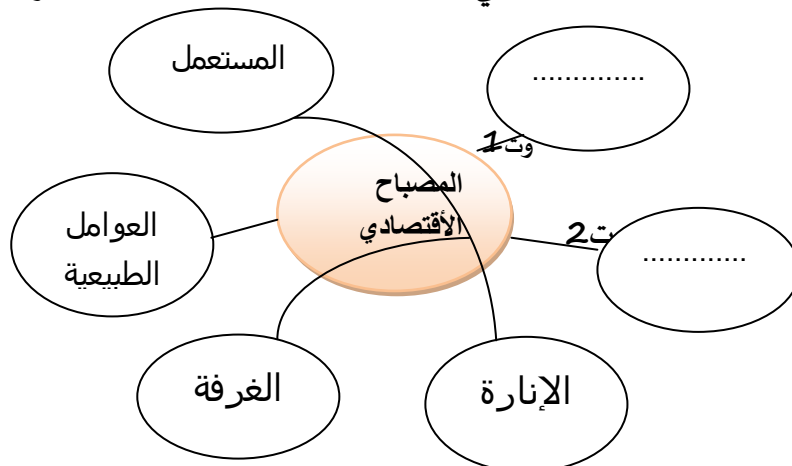 المستعمل
..............
وت1
المصباح
الأقتصادي
العوامل
الطبيعية
ت2
.............
الغرفة
الإنارة